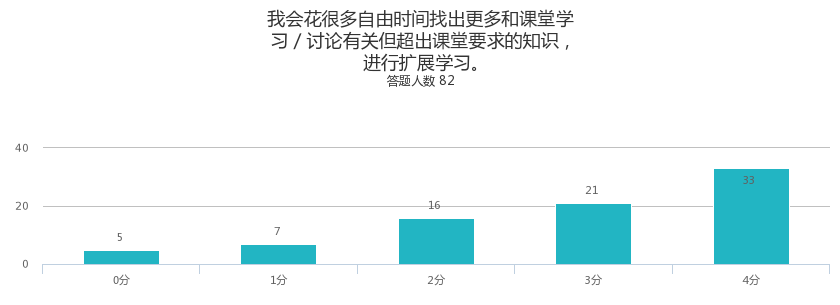 我会花很多自由时间找出更多和课堂学
习 / 讨论有关但超出课堂要求的知识，
进行扩展学习。
答题人数 82
40
20
0
5
7
16
21
33
0分
1分
2分
3分
4分